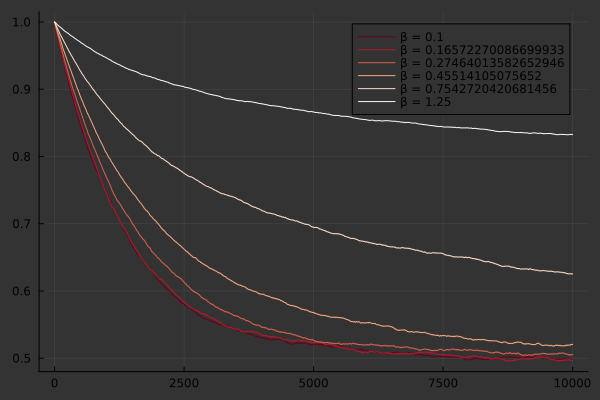 1.0
0.9
0.8
0.7
0.6
0.5
0
2500
5000
7500
10000
β = 0.1
β = 0.16572270086699933
β = 0.27464013582652946
β = 0.45514105075652
β = 0.7542720420681456
β = 1.25